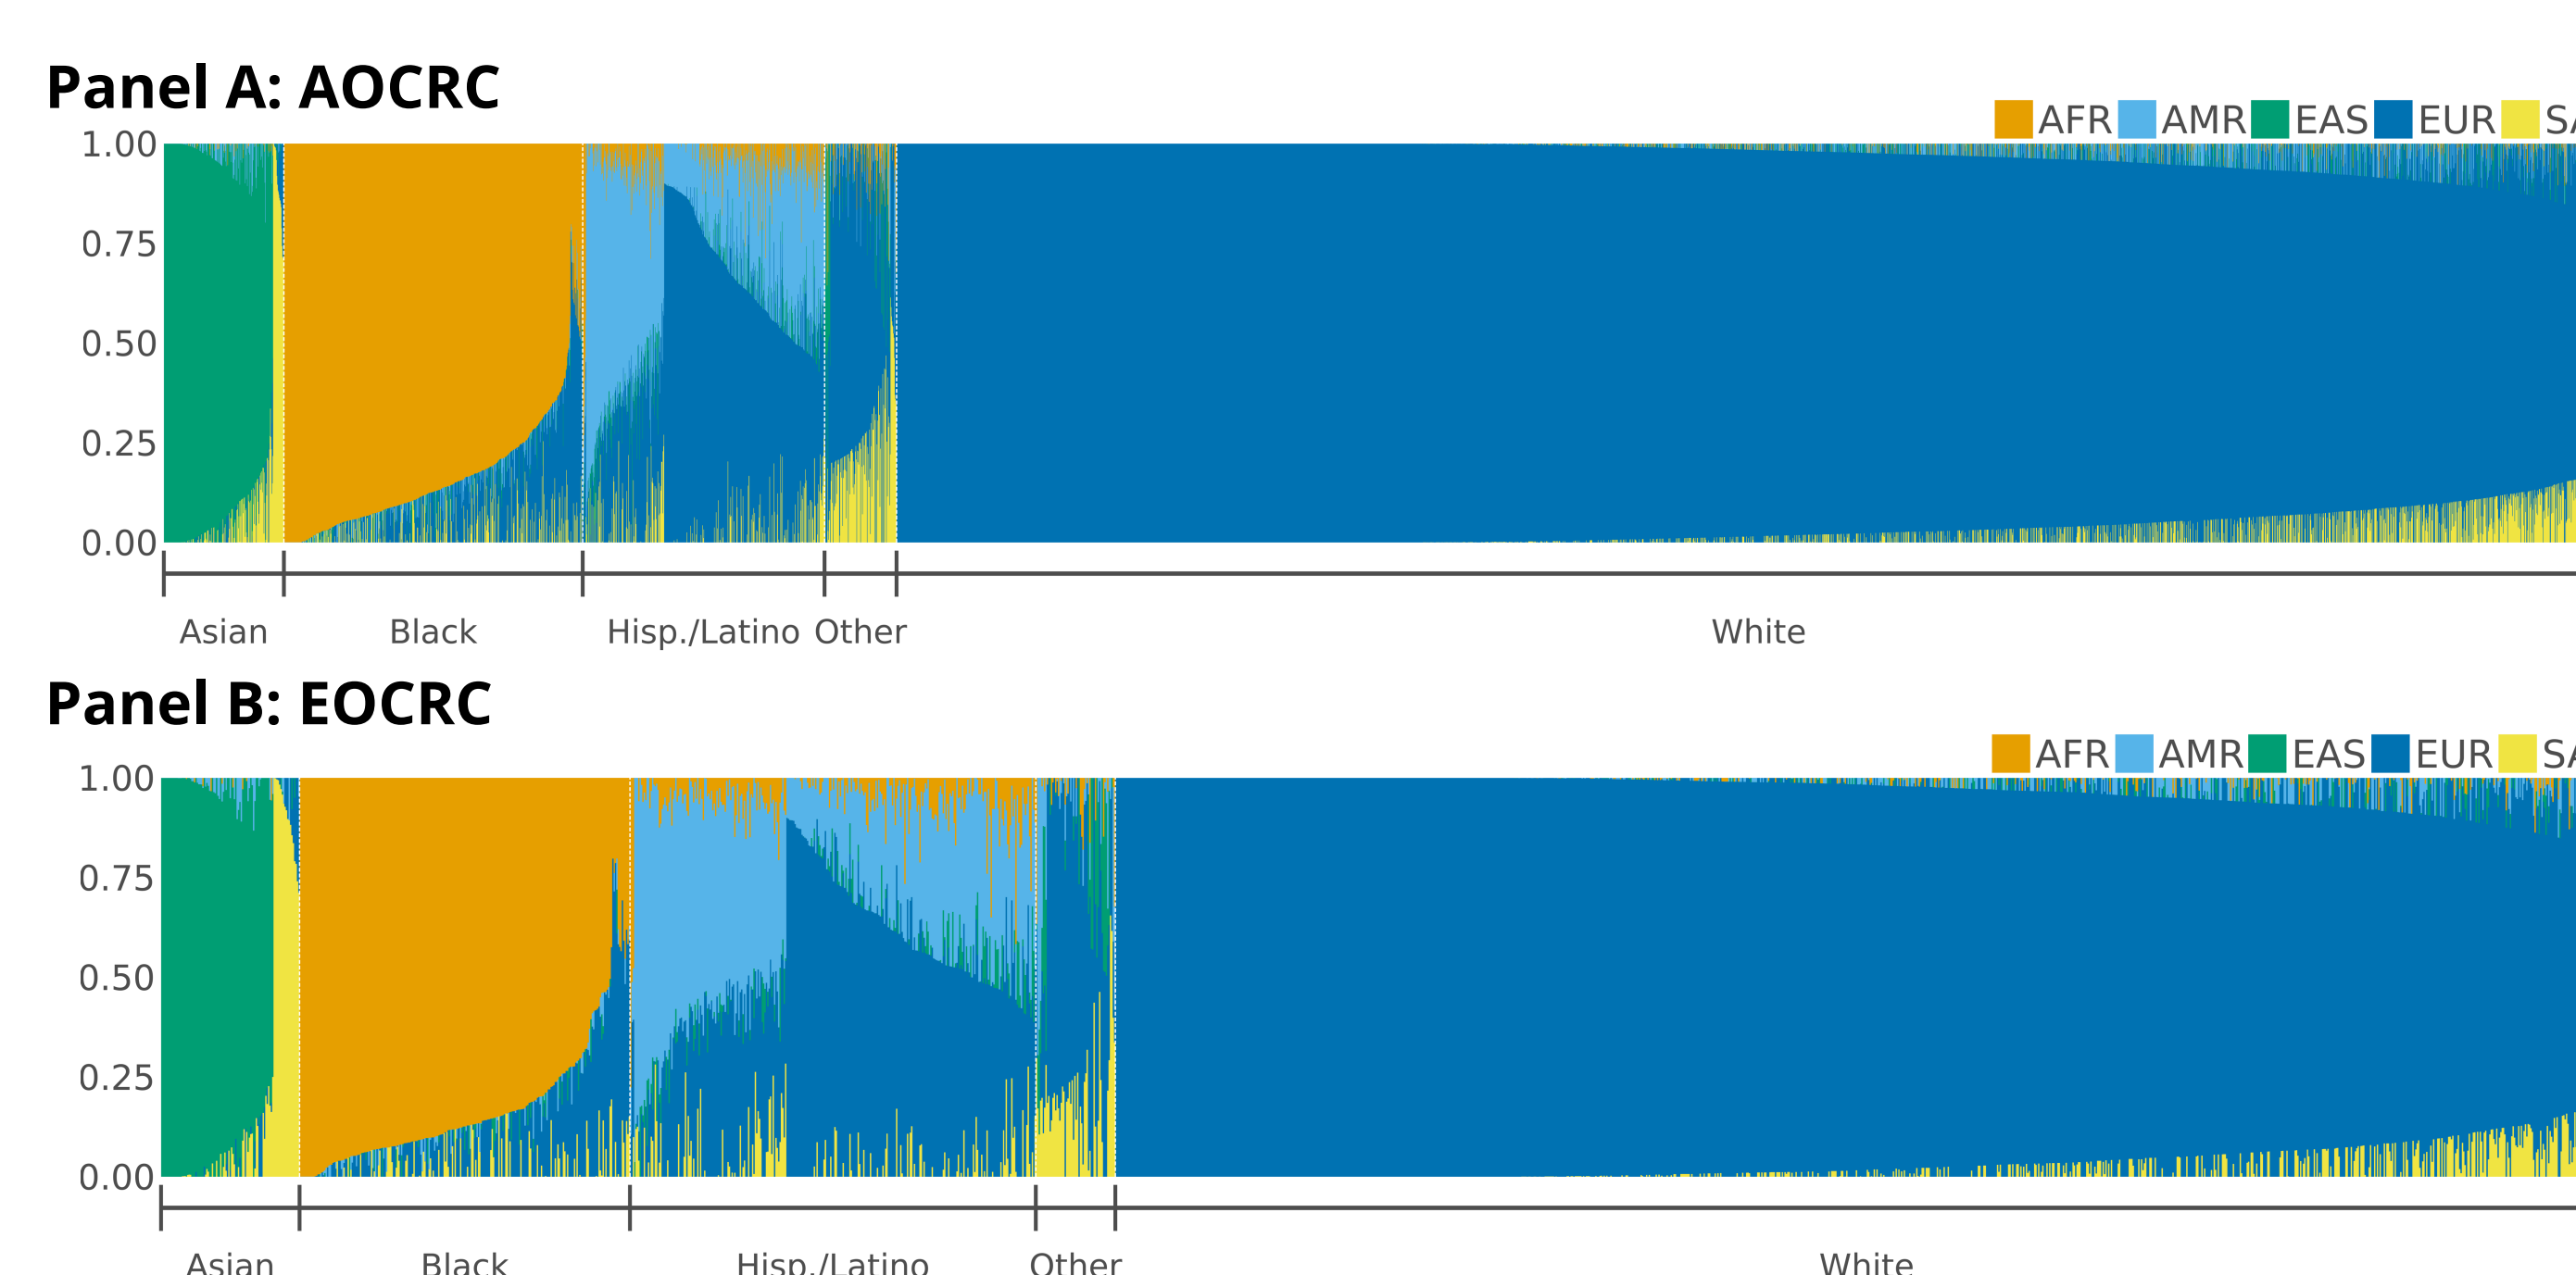 Panel A: AOCRC
AFR AMR EAS EUR SA
1.00
0.75
0.50
0.25
0.00
Asian Black Hisp./Latino Other White
Panel B: EOCRC
AFR AMR EAS EUR SA
1.00
0.75
0.50
0.25
0.00
Asian Black Hisp./Latino Other White